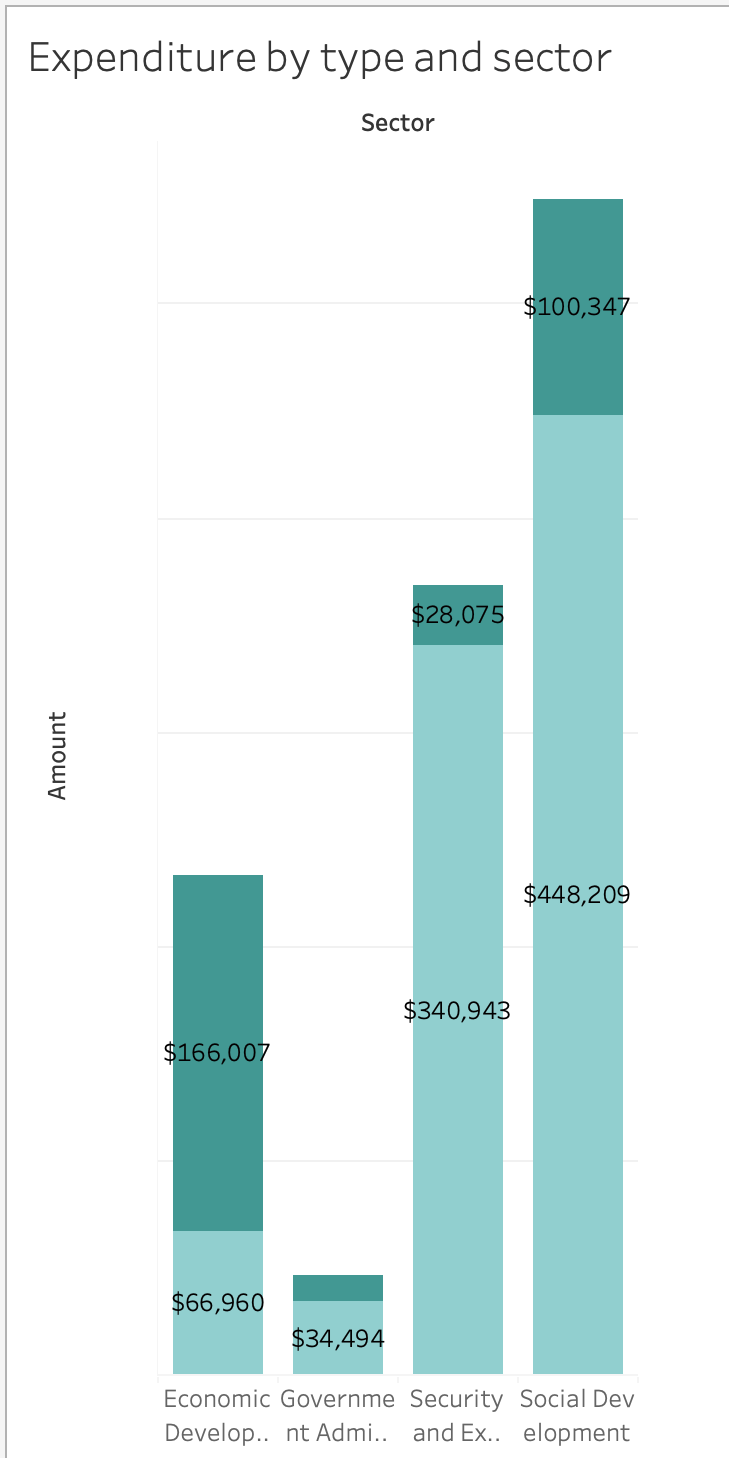 Expenditure by type and sector
Sector
$100,347
$28,075
Amount
$448,209
$340,943
$166,007
$66,960
$34,494
Economic Develop..
Governme nt Admi..
Security and Ex..
Social Dev elopment